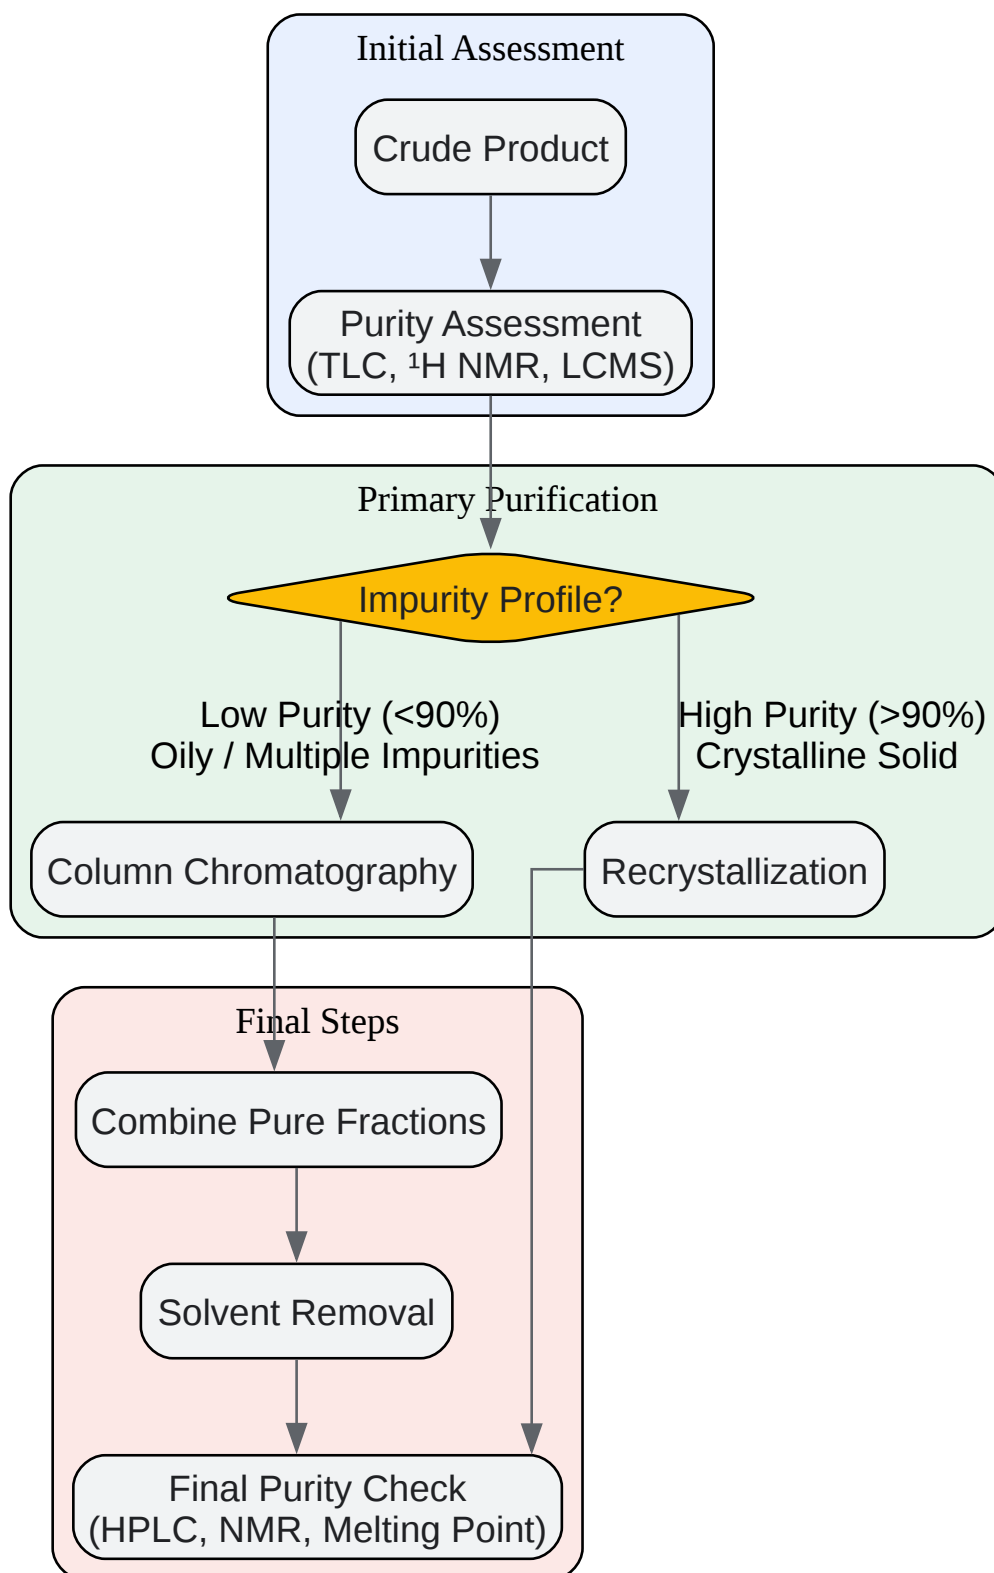 Initial Assessment
Crude Product
Purity Assessment
(TLC, ¹H NMR, LCMS)
Primary Purification
Impurity Profile?
Low Purity (<90%)
Oily / Multiple Impurities
High Purity (>90%)
Crystalline Solid
Column Chromatography
Recrystallization
Final Steps
Combine Pure Fractions
Solvent Removal
Final Purity Check
(HPLC, NMR, Melting Point)